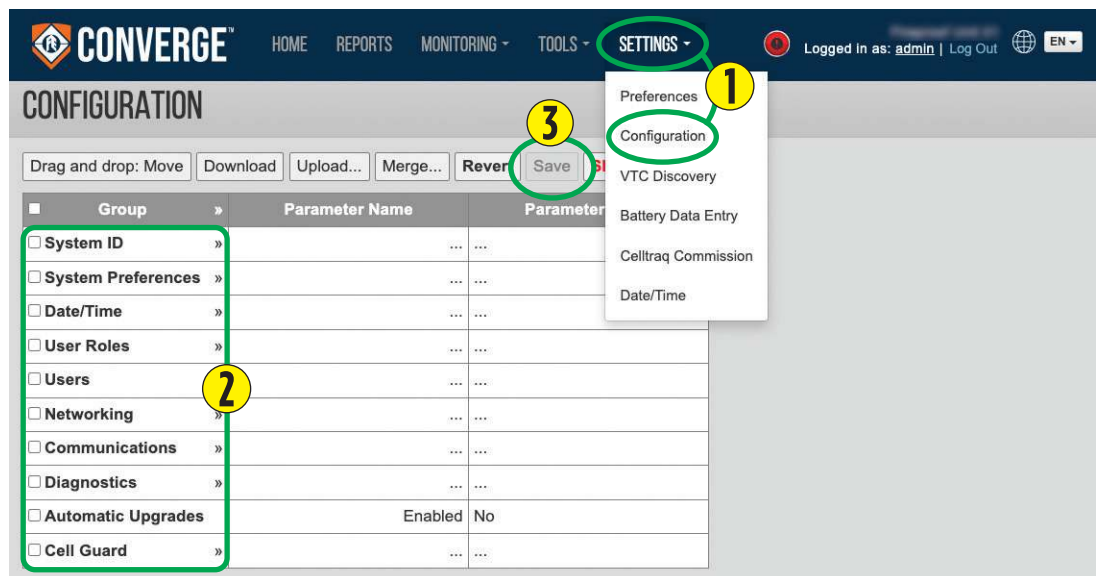 CONVERGE™ HOME REPORTS MONITORING TOOLS SETTINGS Logged in as: admin | Log Out EN
1
Preferences
CONFIGURATION
3
Configuration
Drag and drop: Move Download Upload... Merge... Rever Save
VTC Discovery
Group » Parameter Name Parameter
Battery Data Entry
System ID » ... ...
Celltraq Commission
System Preferences » ... ...
Date/Time
Date/Time » ... ...
User Roles » ... ...
Users ... ...
2
Networking » ... ...
Communications » ... ...
Diagnostics » ... ...
Automatic Upgrades Enabled No
Cell Guard » ... ...